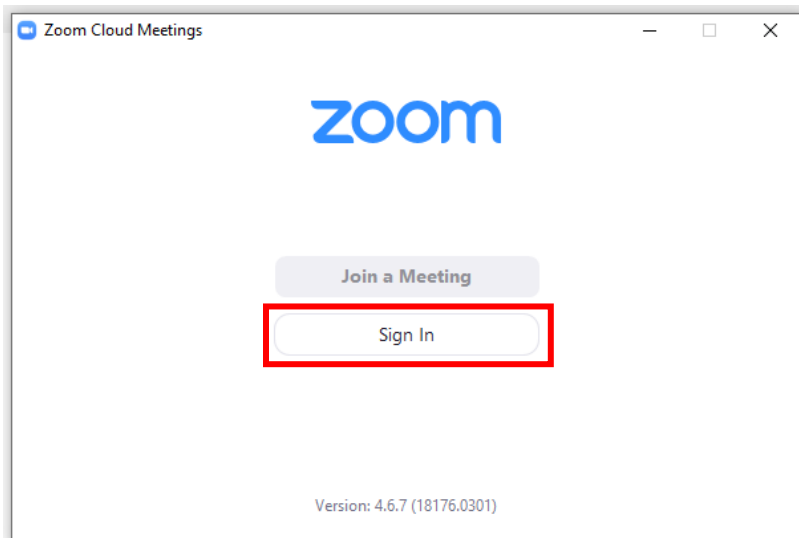 Zoom Cloud Meetings
zoom
Join a Meeting
Sign In
Version: 4.6.7 (18176.0301)